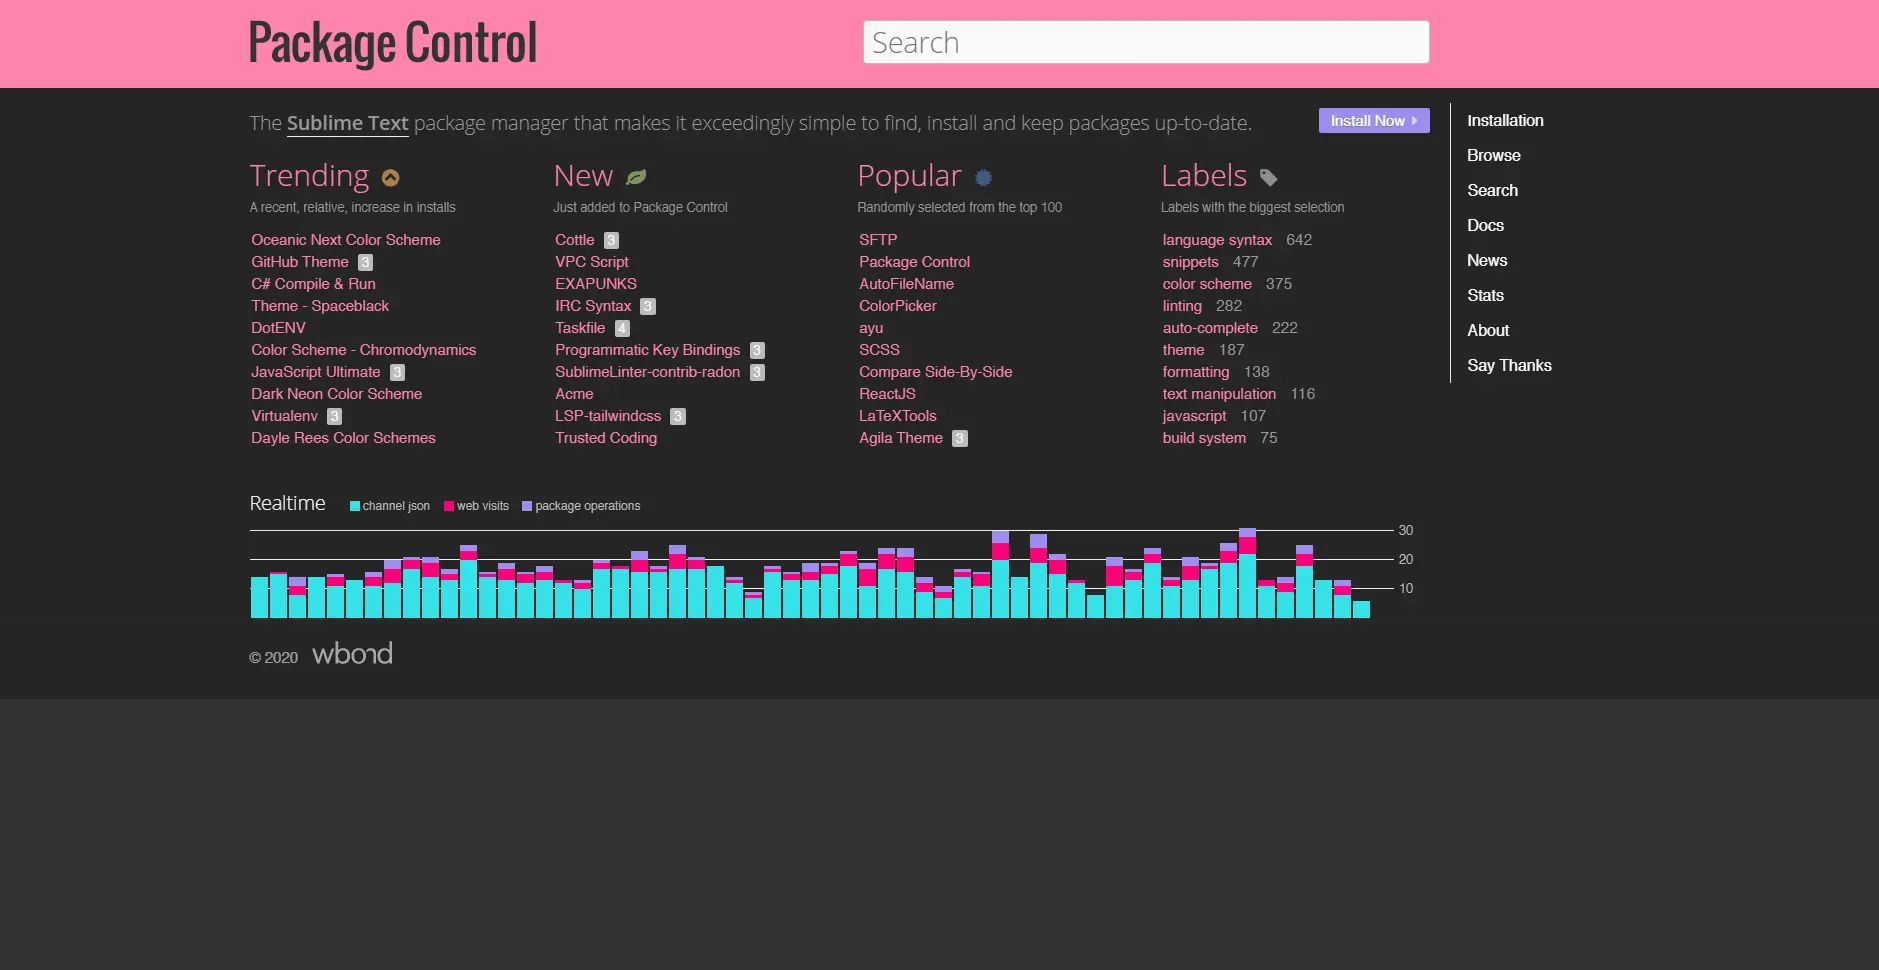 Package Control
Search
The Sublime Text package manager that makes it exceedingly simple to find, install and keep packages up-to-date.
Install Now
Installation
Browse
Search
Docs
News
Stats
About
Say Thanks
Trending
A recent, relative, increase in installs
Oceanic Next Color Scheme
GitHub Theme 3
C# Compile & Run
Theme - Spaceblack
DotENV
Color Scheme - Chromodynamics
JavaScript Ultimate 3
Dark Neon Color Scheme
Virtualenv 3
Dayle Rees Color Schemes
New
Just added to Package Control
Cottle 3
VPC Script
EXAPUNKS
IRC Syntax 3
Taskfile 4
Programmatic Key Bindings 3
SublimeLinter-contrib-radon 3
Acme
LSP-tailwindcss 3
Trusted Coding
Popular
Randomly selected from the top 100
SFTP
Package Control
AutoFileName
ColorPicker
ayu
SCSS
Compare Side-By-Side
ReactJS
LaTeXTools
Agila Theme 3
Labels
Labels with the biggest selection
language syntax 642
snippets 477
color scheme 375
linting 282
auto-complete 222
theme 187
formatting 138
text manipulation 116
javascript 107
build system 75
Realtime channel json web visits package operations
30
20
10
© 2020 wbond